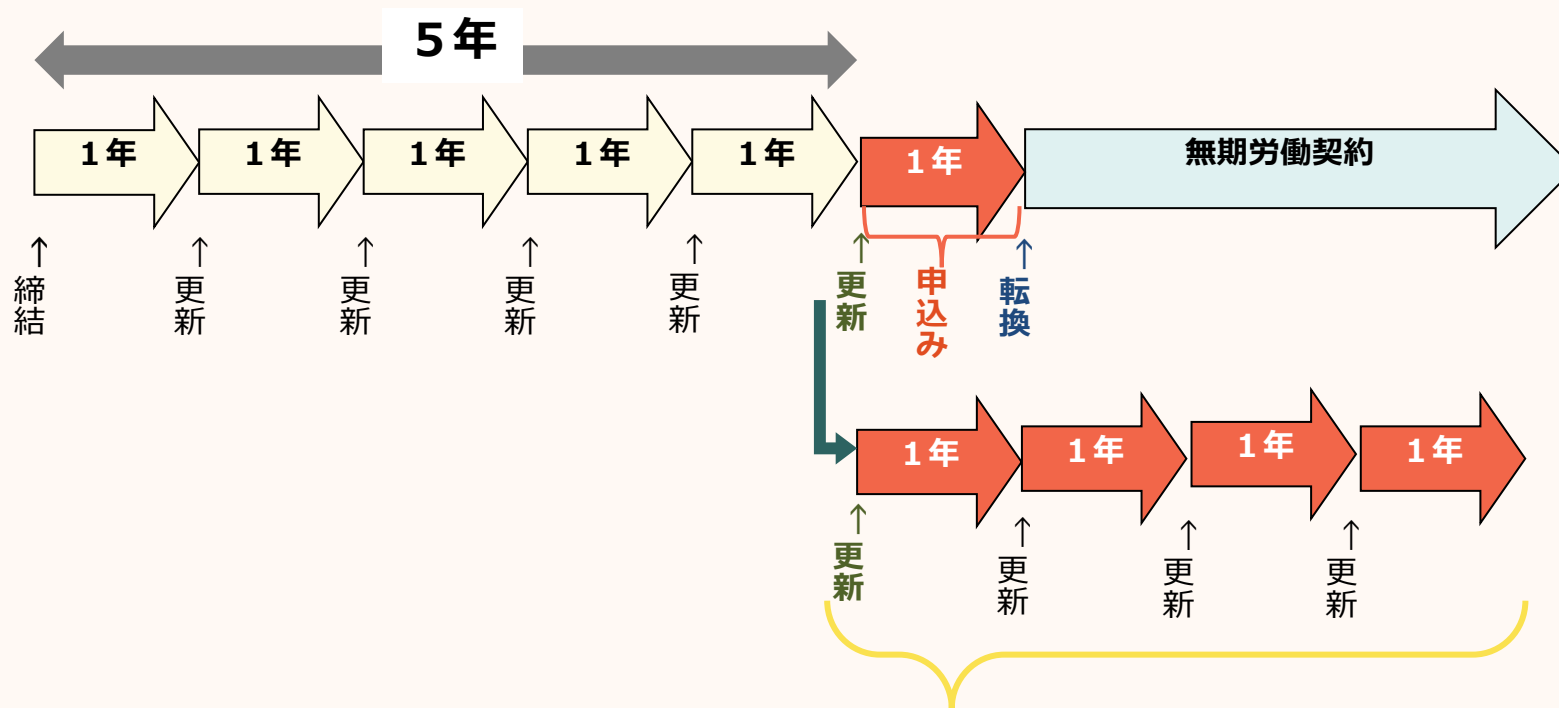 ５年
１年
１年
１年
１年
１年
１年
無期労働契約
↑締結
↑更新
↑更新
↑更新
↑更新
↑更新
申込み
↑転換
１年
１年
１年
１年
↑更新
↑更新
↑更新
↑更新